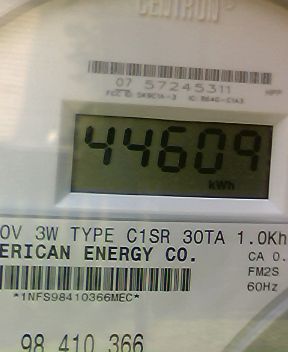 CENTRON®
07 57245311
44609
kWh
0V 3W TYPE C1SR 30TA 1.0Kh
ERICAN ENERGY CO.
CA 0.
FM2S
60Hz
*1NFS98410366MEC*
98 410 366